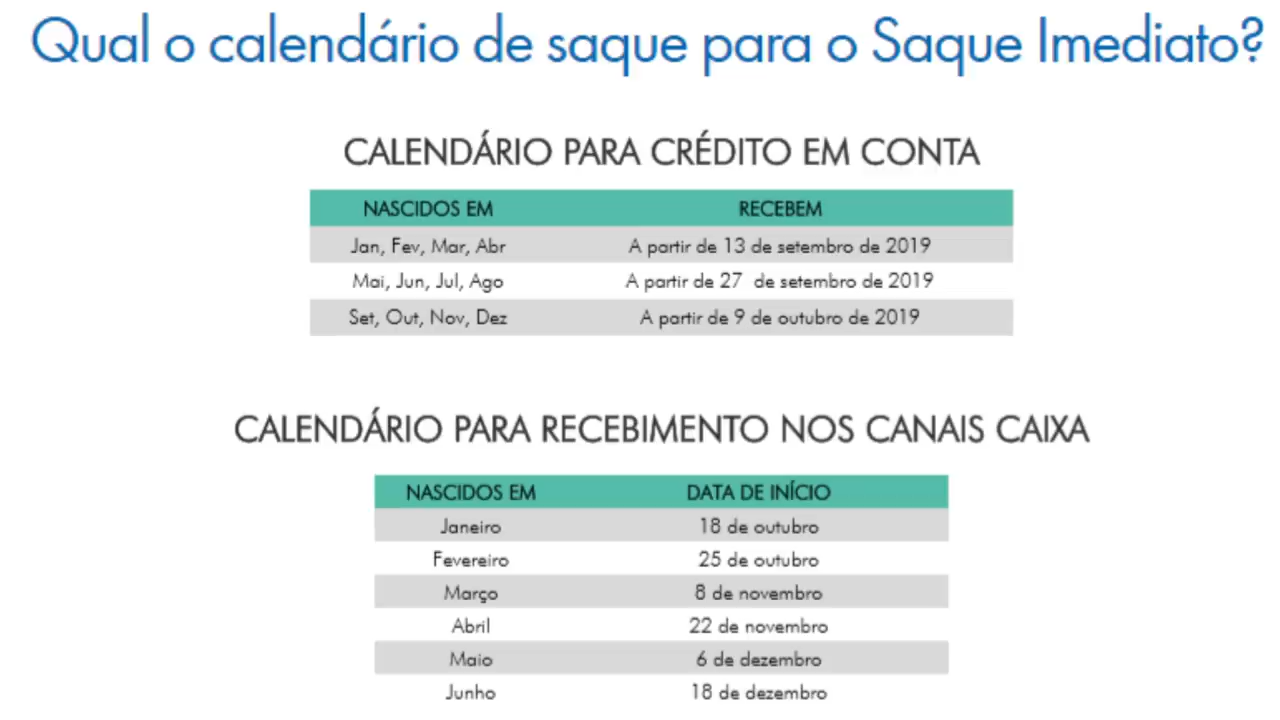 Qual o calendário de saque para o Saque Imediato?
CALENDÁRIO PARA CRÉDITO EM CONTA
NASCIDOS EM RECEBEM
Jan, Fev, Mar, Abr A partir de 13 de setembro de 2019
Mai, Jun, Jul, Ago A partir de 27 de setembro de 2019
Set, Out, Nov, Dez A partir de 9 de outubro de 2019
CALENDÁRIO PARA RECEBIMENTO NOS CANAIS CAIXA
NASCIDOS EM DATA DE INÍCIO
Janeiro 18 de outubro
Fevereiro 25 de outubro
Março 8 de novembro
Abril 22 de novembro
Maio 6 de dezembro
Junho 18 de dezembro